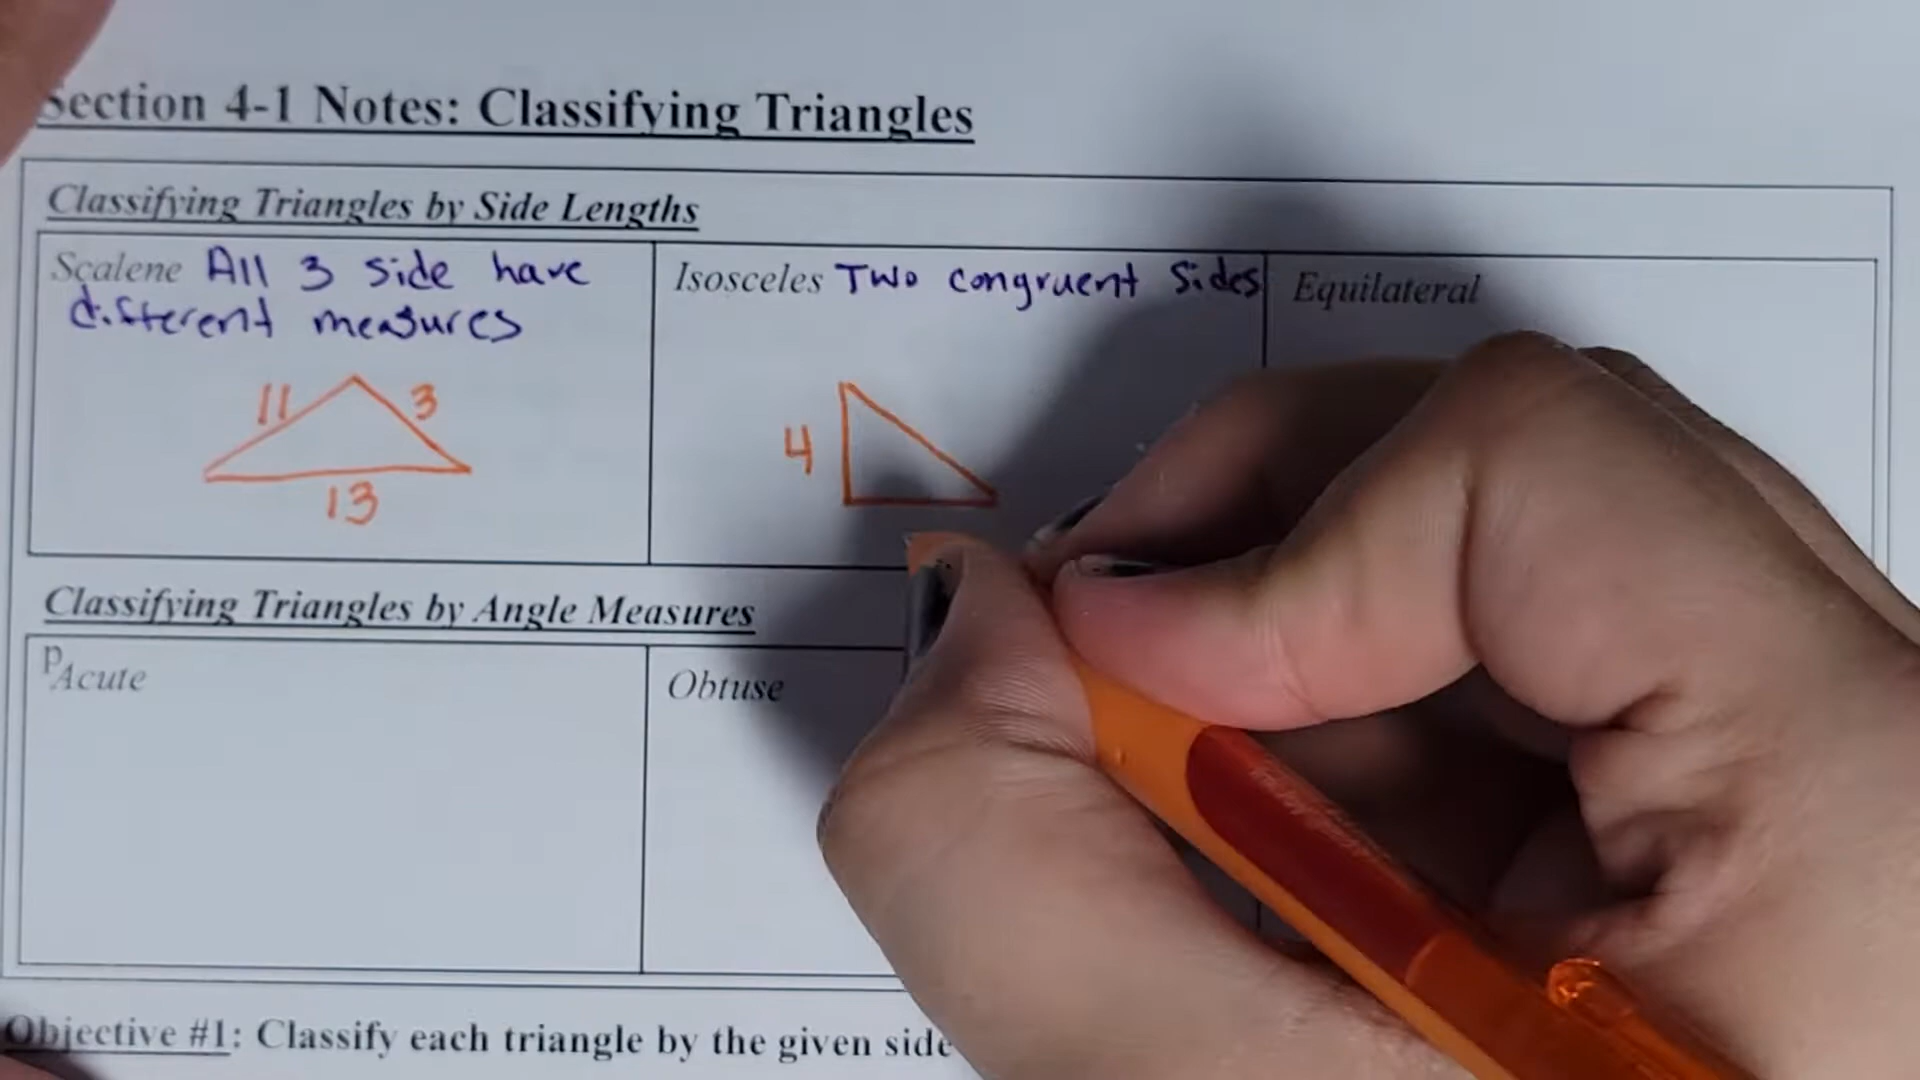 Section 4-1 Notes: Classifying Triangles
Classifying Triangles by Side Lengths
Scalene All 3 side have
different measures
11
3
13
Isosceles Two congruent Sides
4
Equilateral
Classifying Triangles by Angle Measures
PAcute
Obtuse
Objective #1: Classify each triangle by the given side